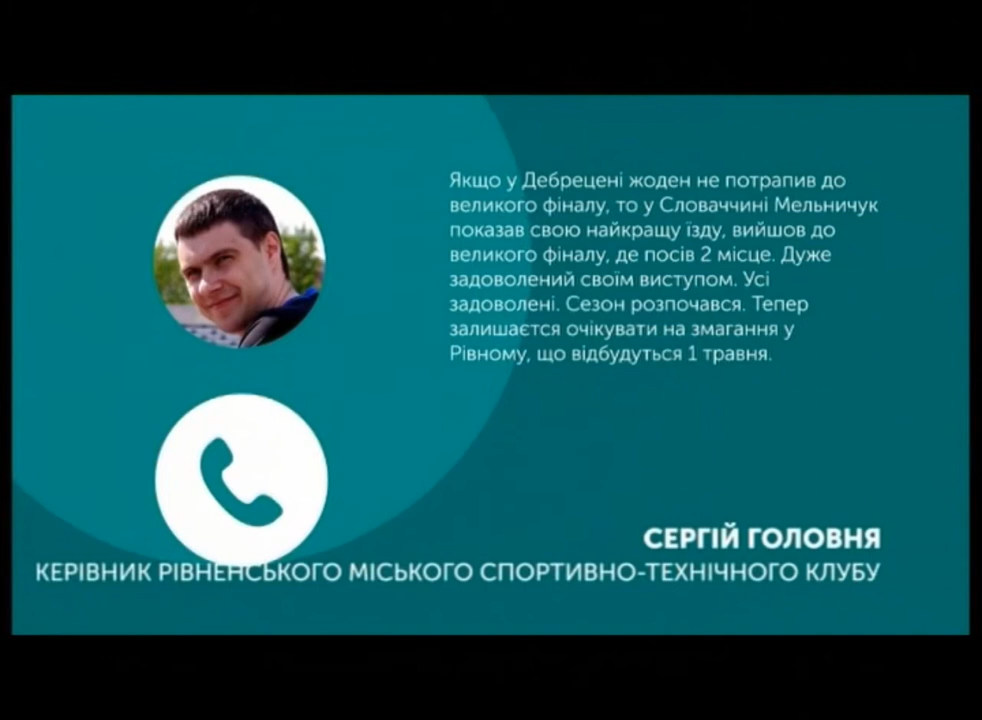 Якщо у Дебрецені жоден не потрапив до
великого фіналу, то у Словаччині Мельничук
показав свою найкращу їзду, вийшов до
великого фіналу, де посів 2 місце. Дуже
задоволений своїм виступом. Усі
задоволені. Сезон розпочався. Тепер
залишаєтся очікувати на змагання у
Рівному, що відбудуться 1 травня.
СЕРГІЙ ГОЛОВНЯ
КЕРІВНИК РІВНЕНСЬКОГО МІСЬКОГО СПОРТИВНО-ТЕХНІЧНОГО КЛУБУ